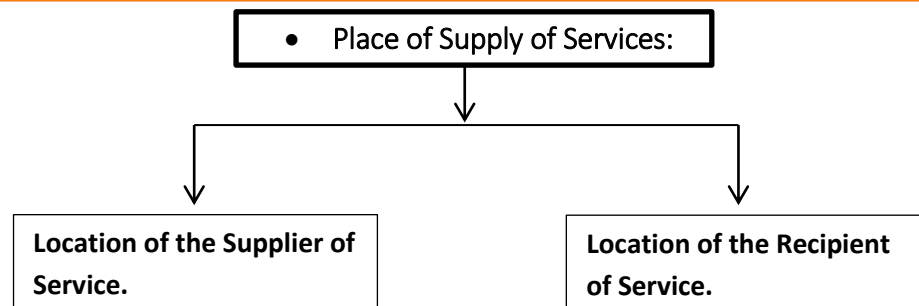 • Place of Supply of Services:
Location of the Supplier of
Service.
Location of the Recipient
of Service.